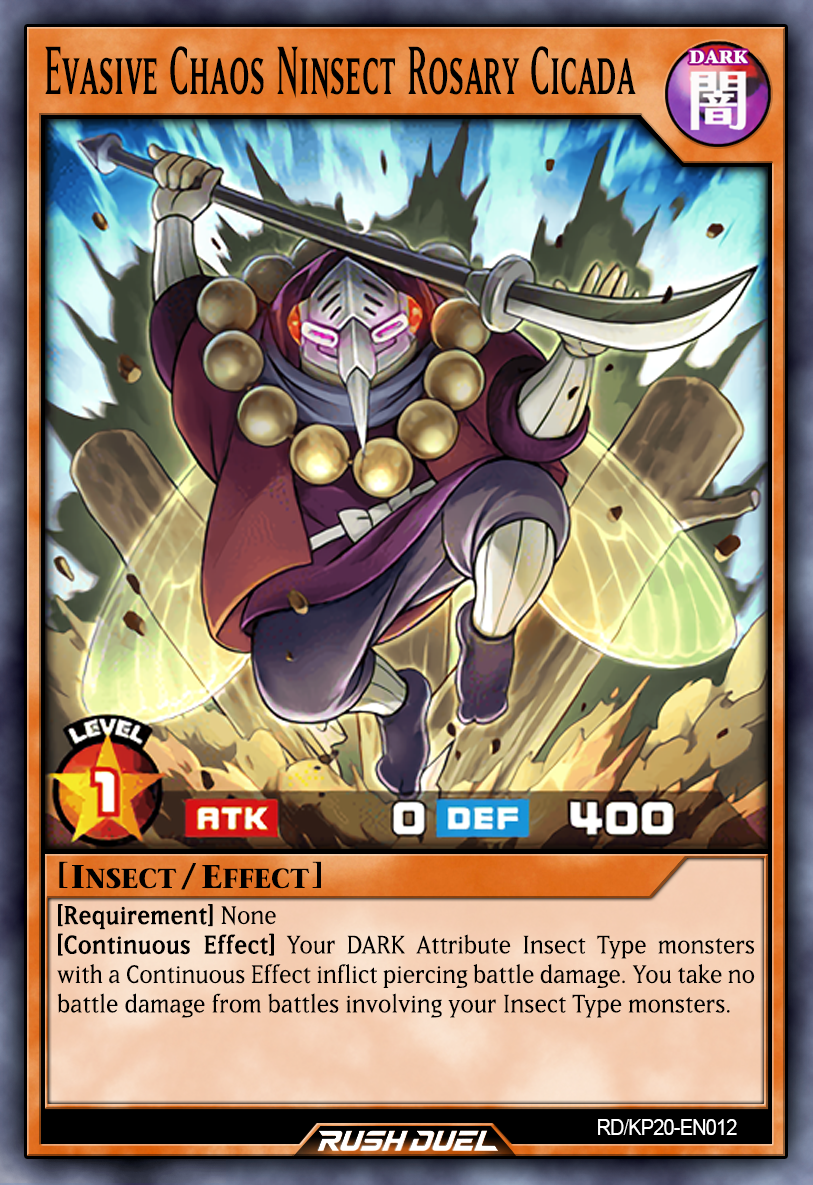 Evasive Chaos Ninsect Rosary Cicada
DARK
闇
LEVEL
1
ATK 0 DEF 400
[Insect / Effect]
[Requirement] None
[Continuous Effect] Your DARK Attribute Insect Type monsters
with a Continuous Effect inflict piercing battle damage. You take no
battle damage from battles involving your Insect Type monsters.
RD/KP20-EN012
RUSH DUEL